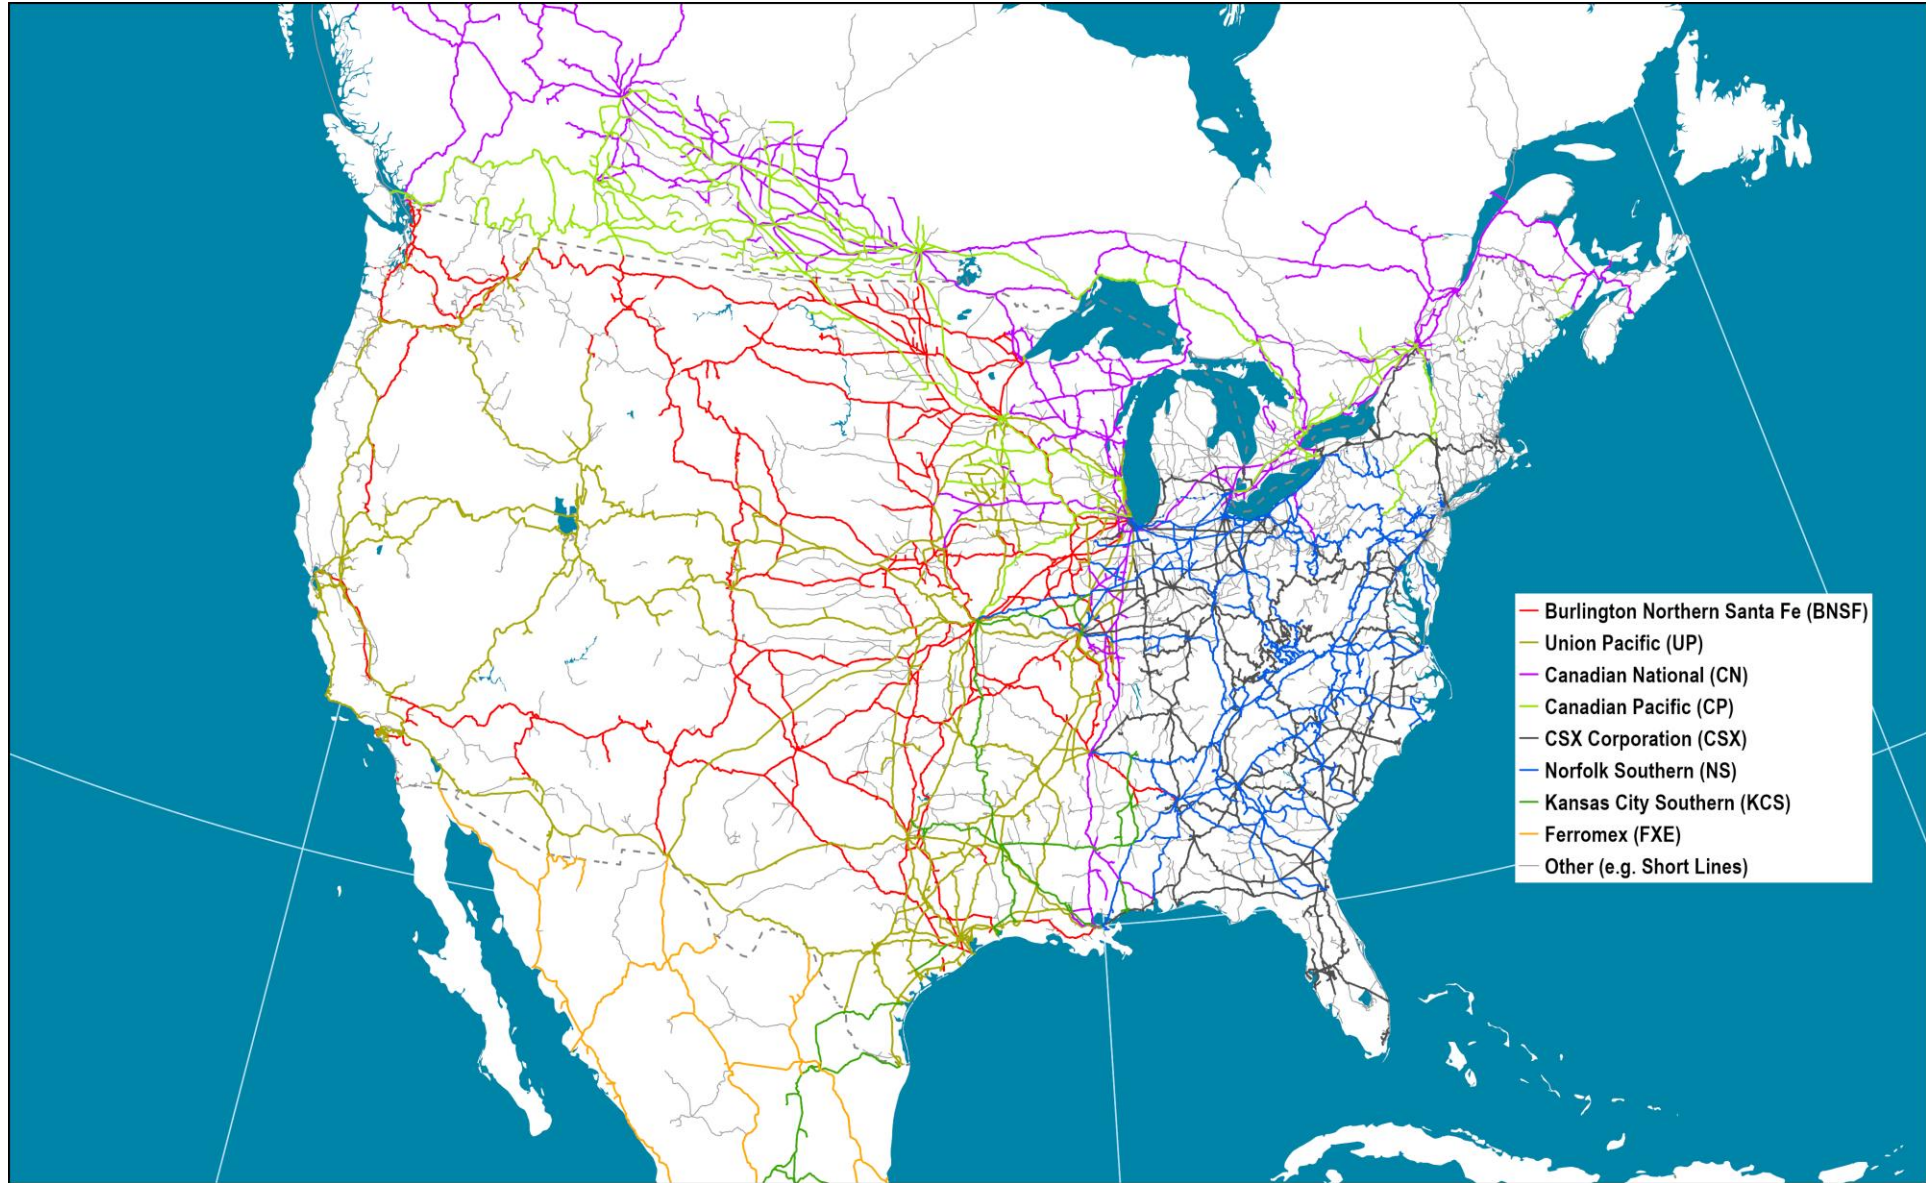 Burlington Northern Santa Fe (BNSF)
Union Pacific (UP)
Canadian National (CN)
Canadian Pacific (CP)
CSX Corporation (CSX)
Norfolk Southern (NS)
Kansas City Southern (KCS)
Ferromex (FXE)
Other (e.g. Short Lines)